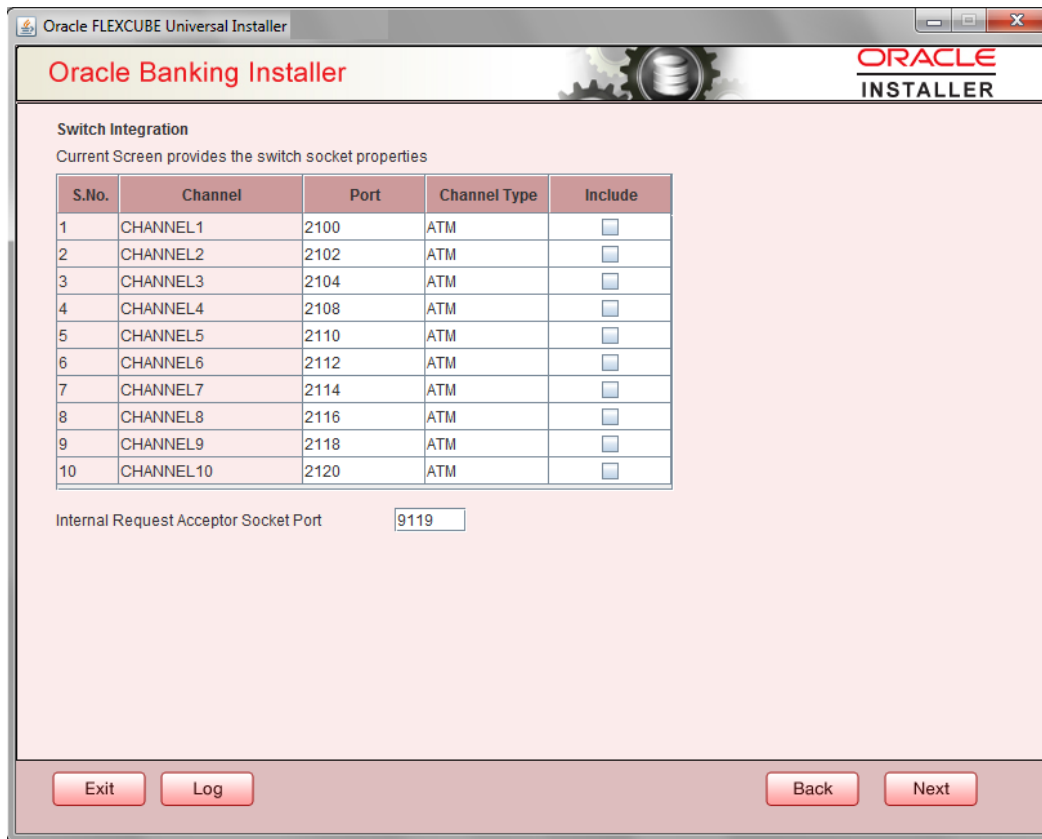 Oracle FLEXCUBE Universal Installer
Oracle Banking Installer
ORACLE
INSTALLER
Switch Integration
Current Screen provides the switch socket properties
S.No. Channel Port Channel Type Include
1 CHANNEL1 2100 ATM
2 CHANNEL2 2102 ATM
3 CHANNEL3 2104 ATM
4 CHANNEL4 2108 ATM
5 CHANNEL5 2110 ATM
6 CHANNEL6 2112 ATM
7 CHANNEL7 2114 ATM
8 CHANNEL8 2116 ATM
9 CHANNEL9 2118 ATM
10 CHANNEL10 2120 ATM
Internal Request Acceptor Socket Port 9119
Exit Log Back Next